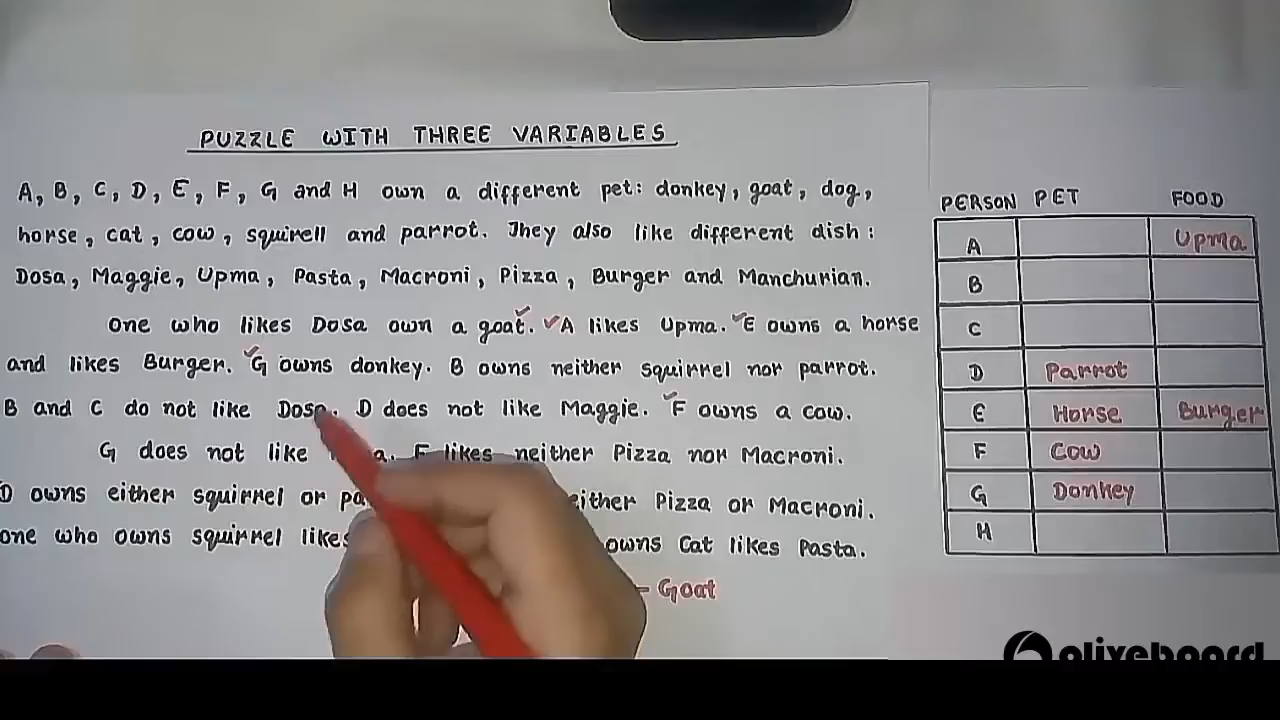 PUZZLE WITH THREE VARIABLES
A, B, C, D, E, F, G and H own a different pet: donkey, goat, dog,
horse, cat, cow, squirell and parrot. They also like different dish:
Dosa, Maggie, Upma, Pasta, Macroni, Pizza, Burger and Manchurian.
One who likes Dosa own a goat. A likes Upma. E owns a horse
and likes Burger. G owns donkey. B owns neither squirrel nor parrot.
B and C do not like Dosa. D does not like Maggie. F owns a cow.
G does not like F likes neither Pizza nor Macroni.
D owns either squirrel or either Pizza or Macroni.
one who owns squirrel likes owns Cat likes Pasta.
- Goat
PERSON PET FOOD
A Upma
B
C
D Parrot
E Horse Burger
F Cow
G Donkey
H
oliveboard